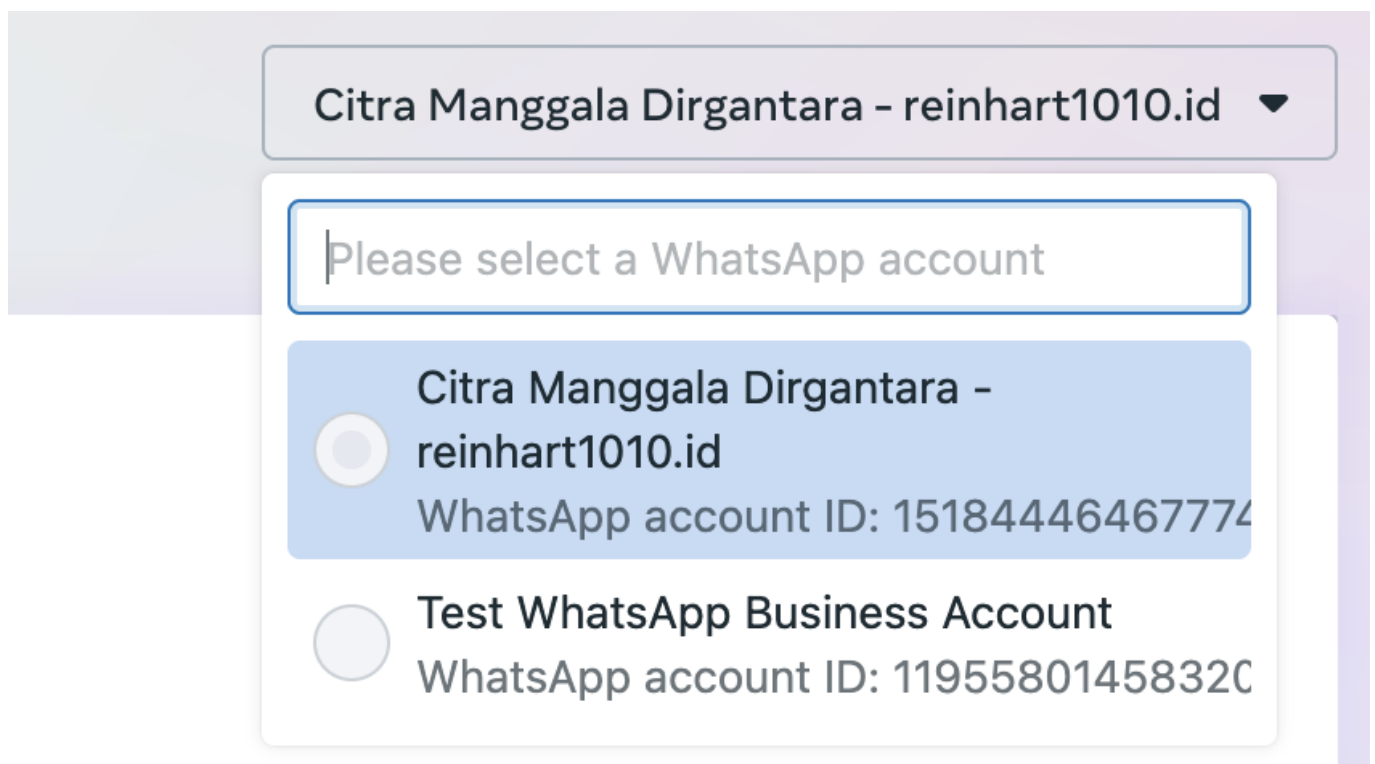 Citra Manggala Dirgantara - reinhart1010.id
Please select a WhatsApp account
Citra Manggala Dirgantara -
reinhart1010.id
WhatsApp account ID: 15184446467774
Test WhatsApp Business Account
WhatsApp account ID: 11955801458320